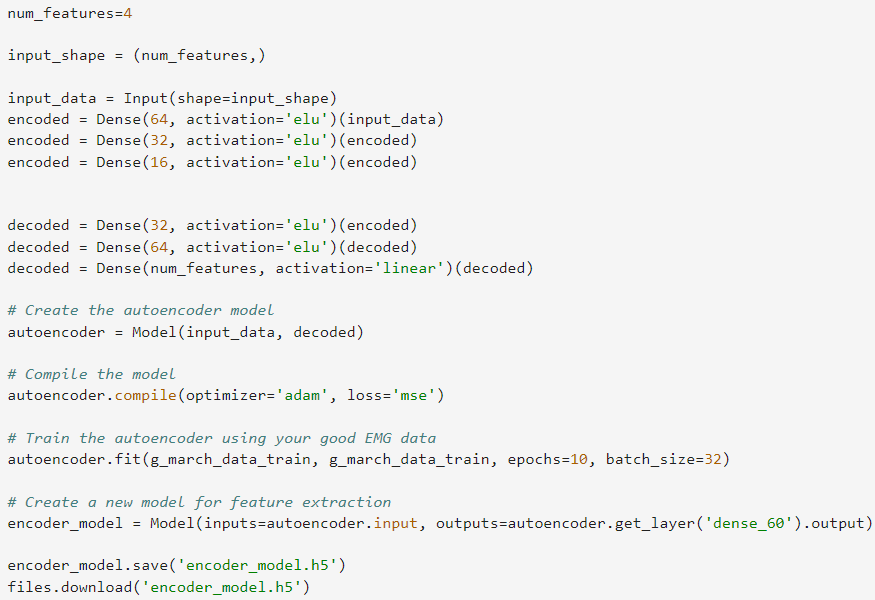 num_features=4
input_shape = (num_features,)
input_data = Input(shape=input_shape)
encoded = Dense(64, activation='elu')(input_data)
encoded = Dense(32, activation='elu')(encoded)
encoded = Dense(16, activation='elu')(encoded)
decoded = Dense(32, activation='elu')(encoded)
decoded = Dense(64, activation='elu')(decoded)
decoded = Dense(num_features, activation='linear')(decoded)
# Create the autoencoder model
autoencoder = Model(input_data, decoded)
# Compile the model
autoencoder.compile(optimizer='adam', loss='mse')
# Train the autoencoder using your good EMG data
autoencoder.fit(g_march_data_train, g_march_data_train, epochs=10, batch_size=32)
# Create a new model for feature extraction
encoder_model = Model(inputs=autoencoder.input, outputs=autoencoder.get_layer('dense_60').output)
encoder_model.save('encoder_model.h5')
files.download('encoder_model.h5')